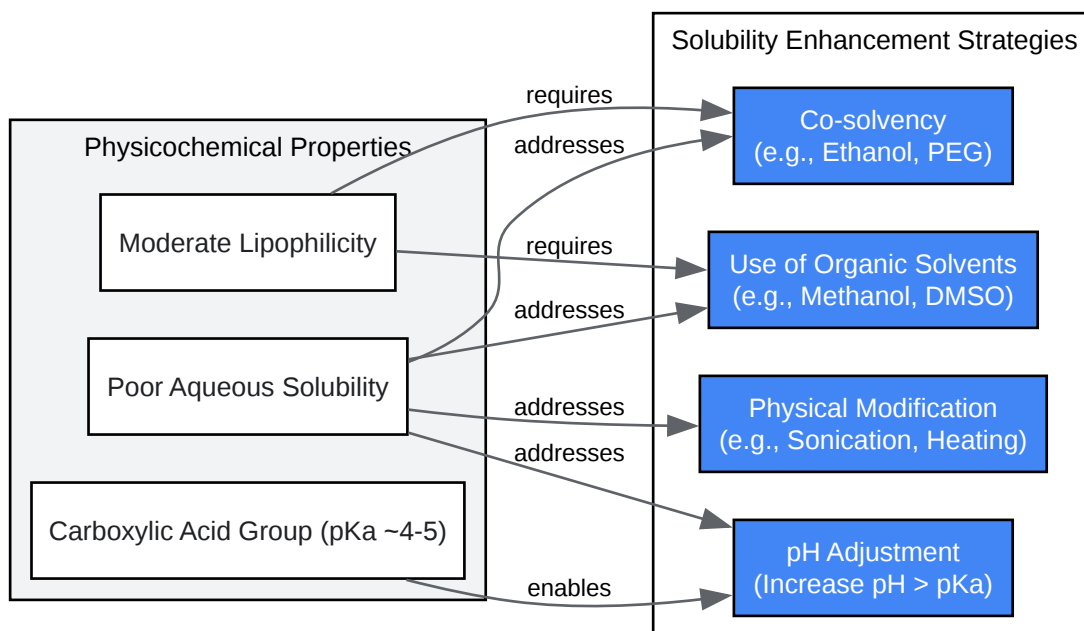 Solubility Enhancement Strategies
Physicochemical Properties
requires
addresses
Co-solvency
(e.g., Ethanol, PEG)
Moderate Lipophilicity
requires
Use of Organic Solvents
(e.g., Methanol, DMSO)
addresses
Poor Aqueous Solubility
addresses
Physical Modification
(e.g., Sonication, Heating)
addresses
Carboxylic Acid Group (pKa ~4-5)
enables
pH Adjustment
(Increase pH > pKa)